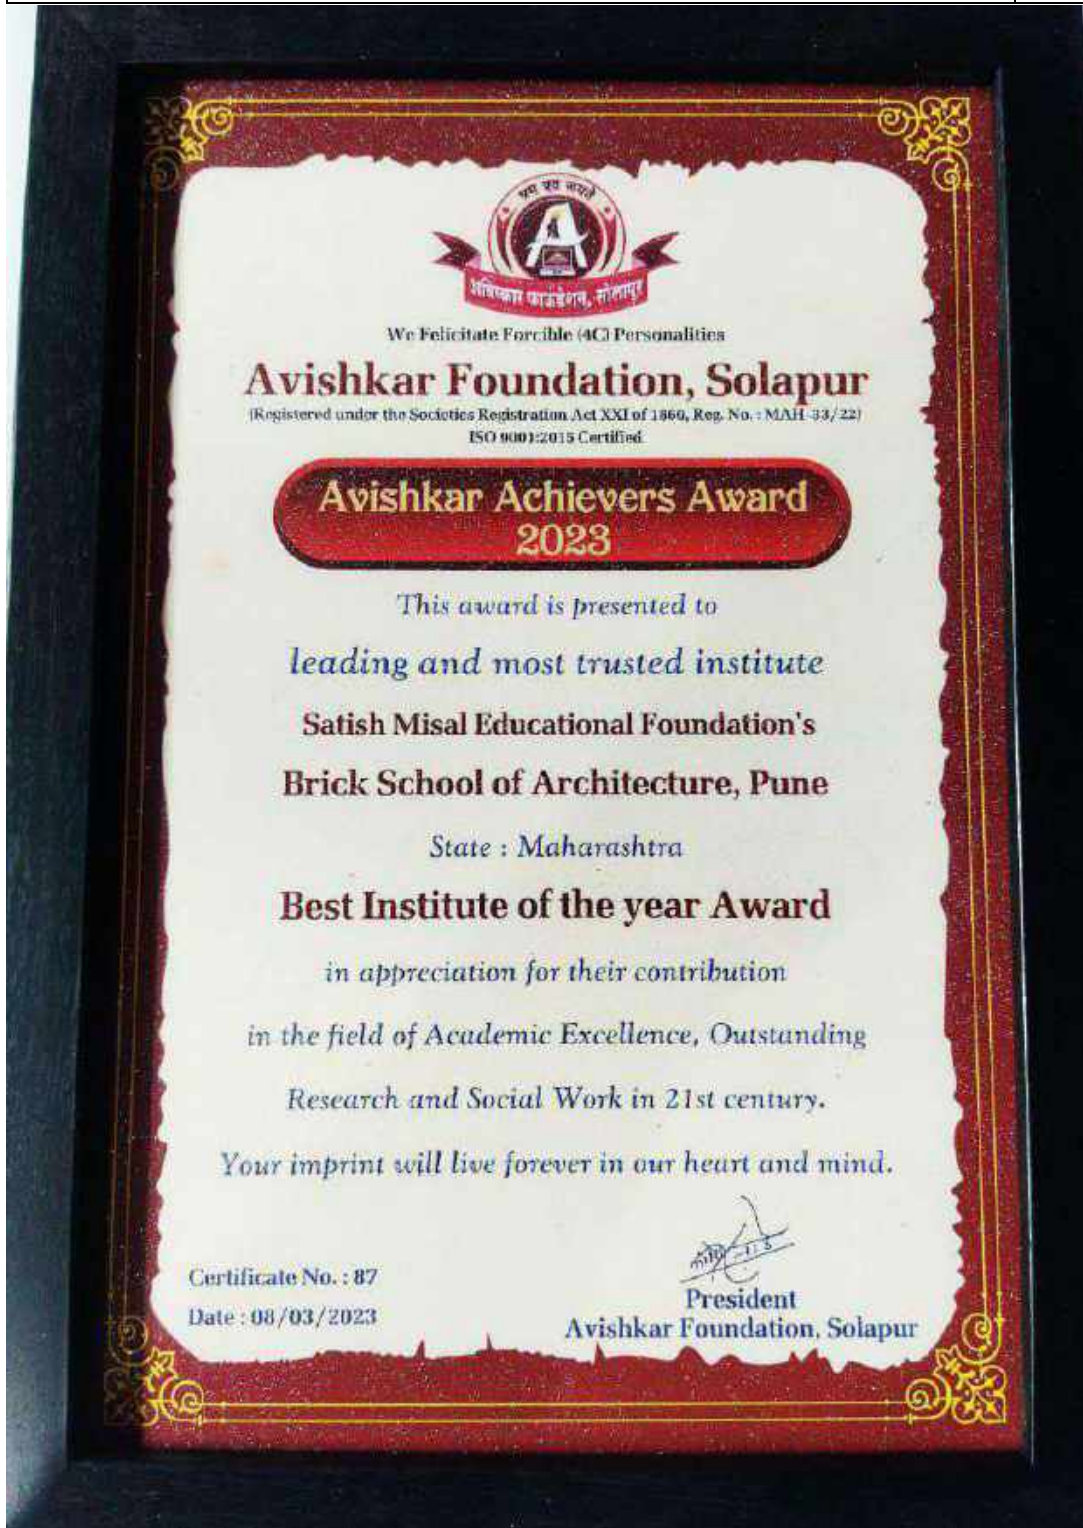 श्रम एव जयते
A
अविष्कार फाउंडेशन, सोलापूर
We Felicitate Forcible (4C) Personalities
Avishkar Foundation, Solapur
(Registered under the Societies Registration Act XXI of 1860, Reg. No. : MAH-33/22)
ISO 9001:2015 Certified
Avishkar Achievers Award
2023
This award is presented to
leading and most trusted institute
Satish Misal Educational Foundation's
Brick School of Architecture, Pune
State : Maharashtra
Best Institute of the year Award
in appreciation for their contribution
in the field of Academic Excellence, Outstanding
Research and Social Work in 21st century.
Your imprint will live forever in our heart and mind.
Certificate No. : 87
Date : 08/03/2023
President
Avishkar Foundation, Solapur